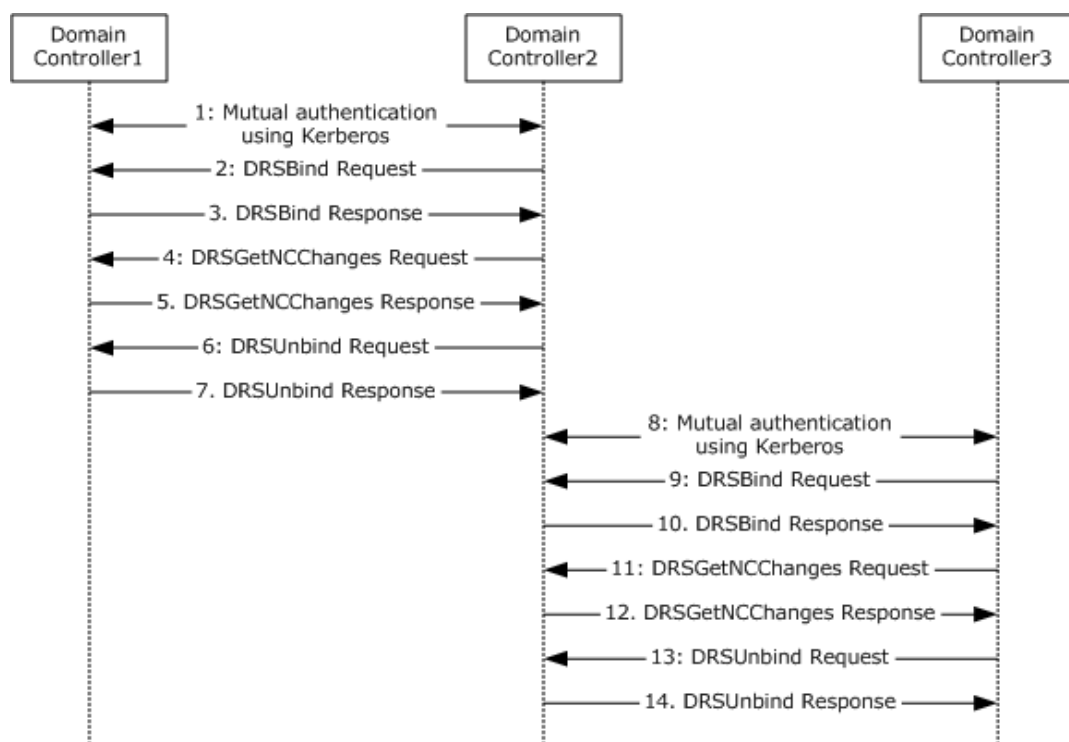 Domain
Controller1
Domain
Controller2
Domain
Controller3
1: Mutual authentication
using Kerberos
2: DRSBind Request
3. DRSBind Response
4: DRSGetNCChanges Request
5. DRSGetNCChanges Response
6: DRSUnbind Request
7. DRSUnbind Response
8: Mutual authentication
using Kerberos
9: DRSBind Request
10. DRSBind Response
11: DRSGetNCChanges Request
12. DRSGetNCChanges Response
13: DRSUnbind Request
14. DRSUnbind Response